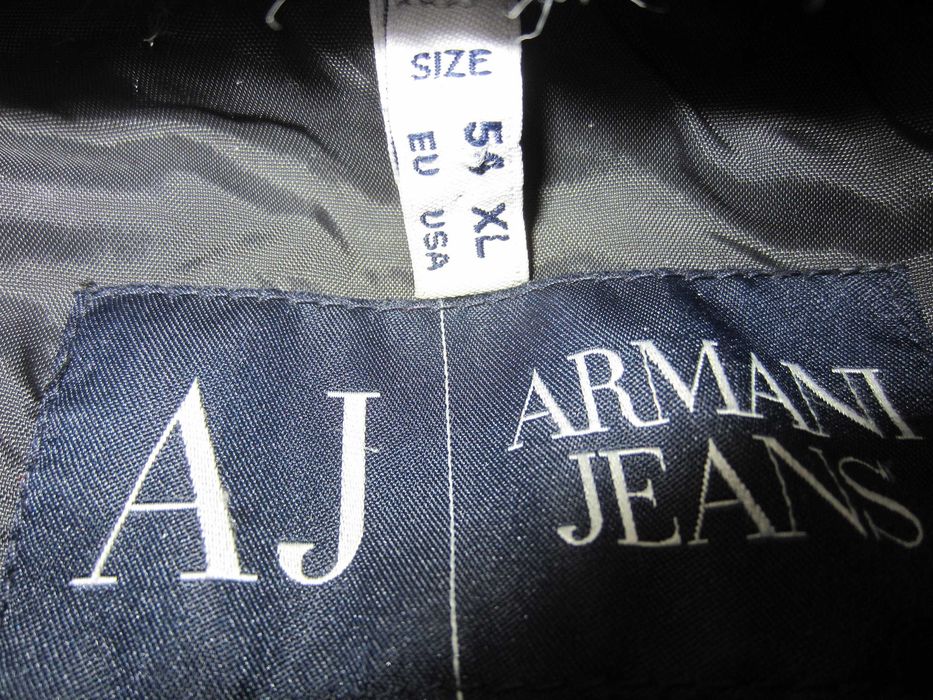 SIZE
54 XL
EU USA
AJ
ARMANI
JEANS